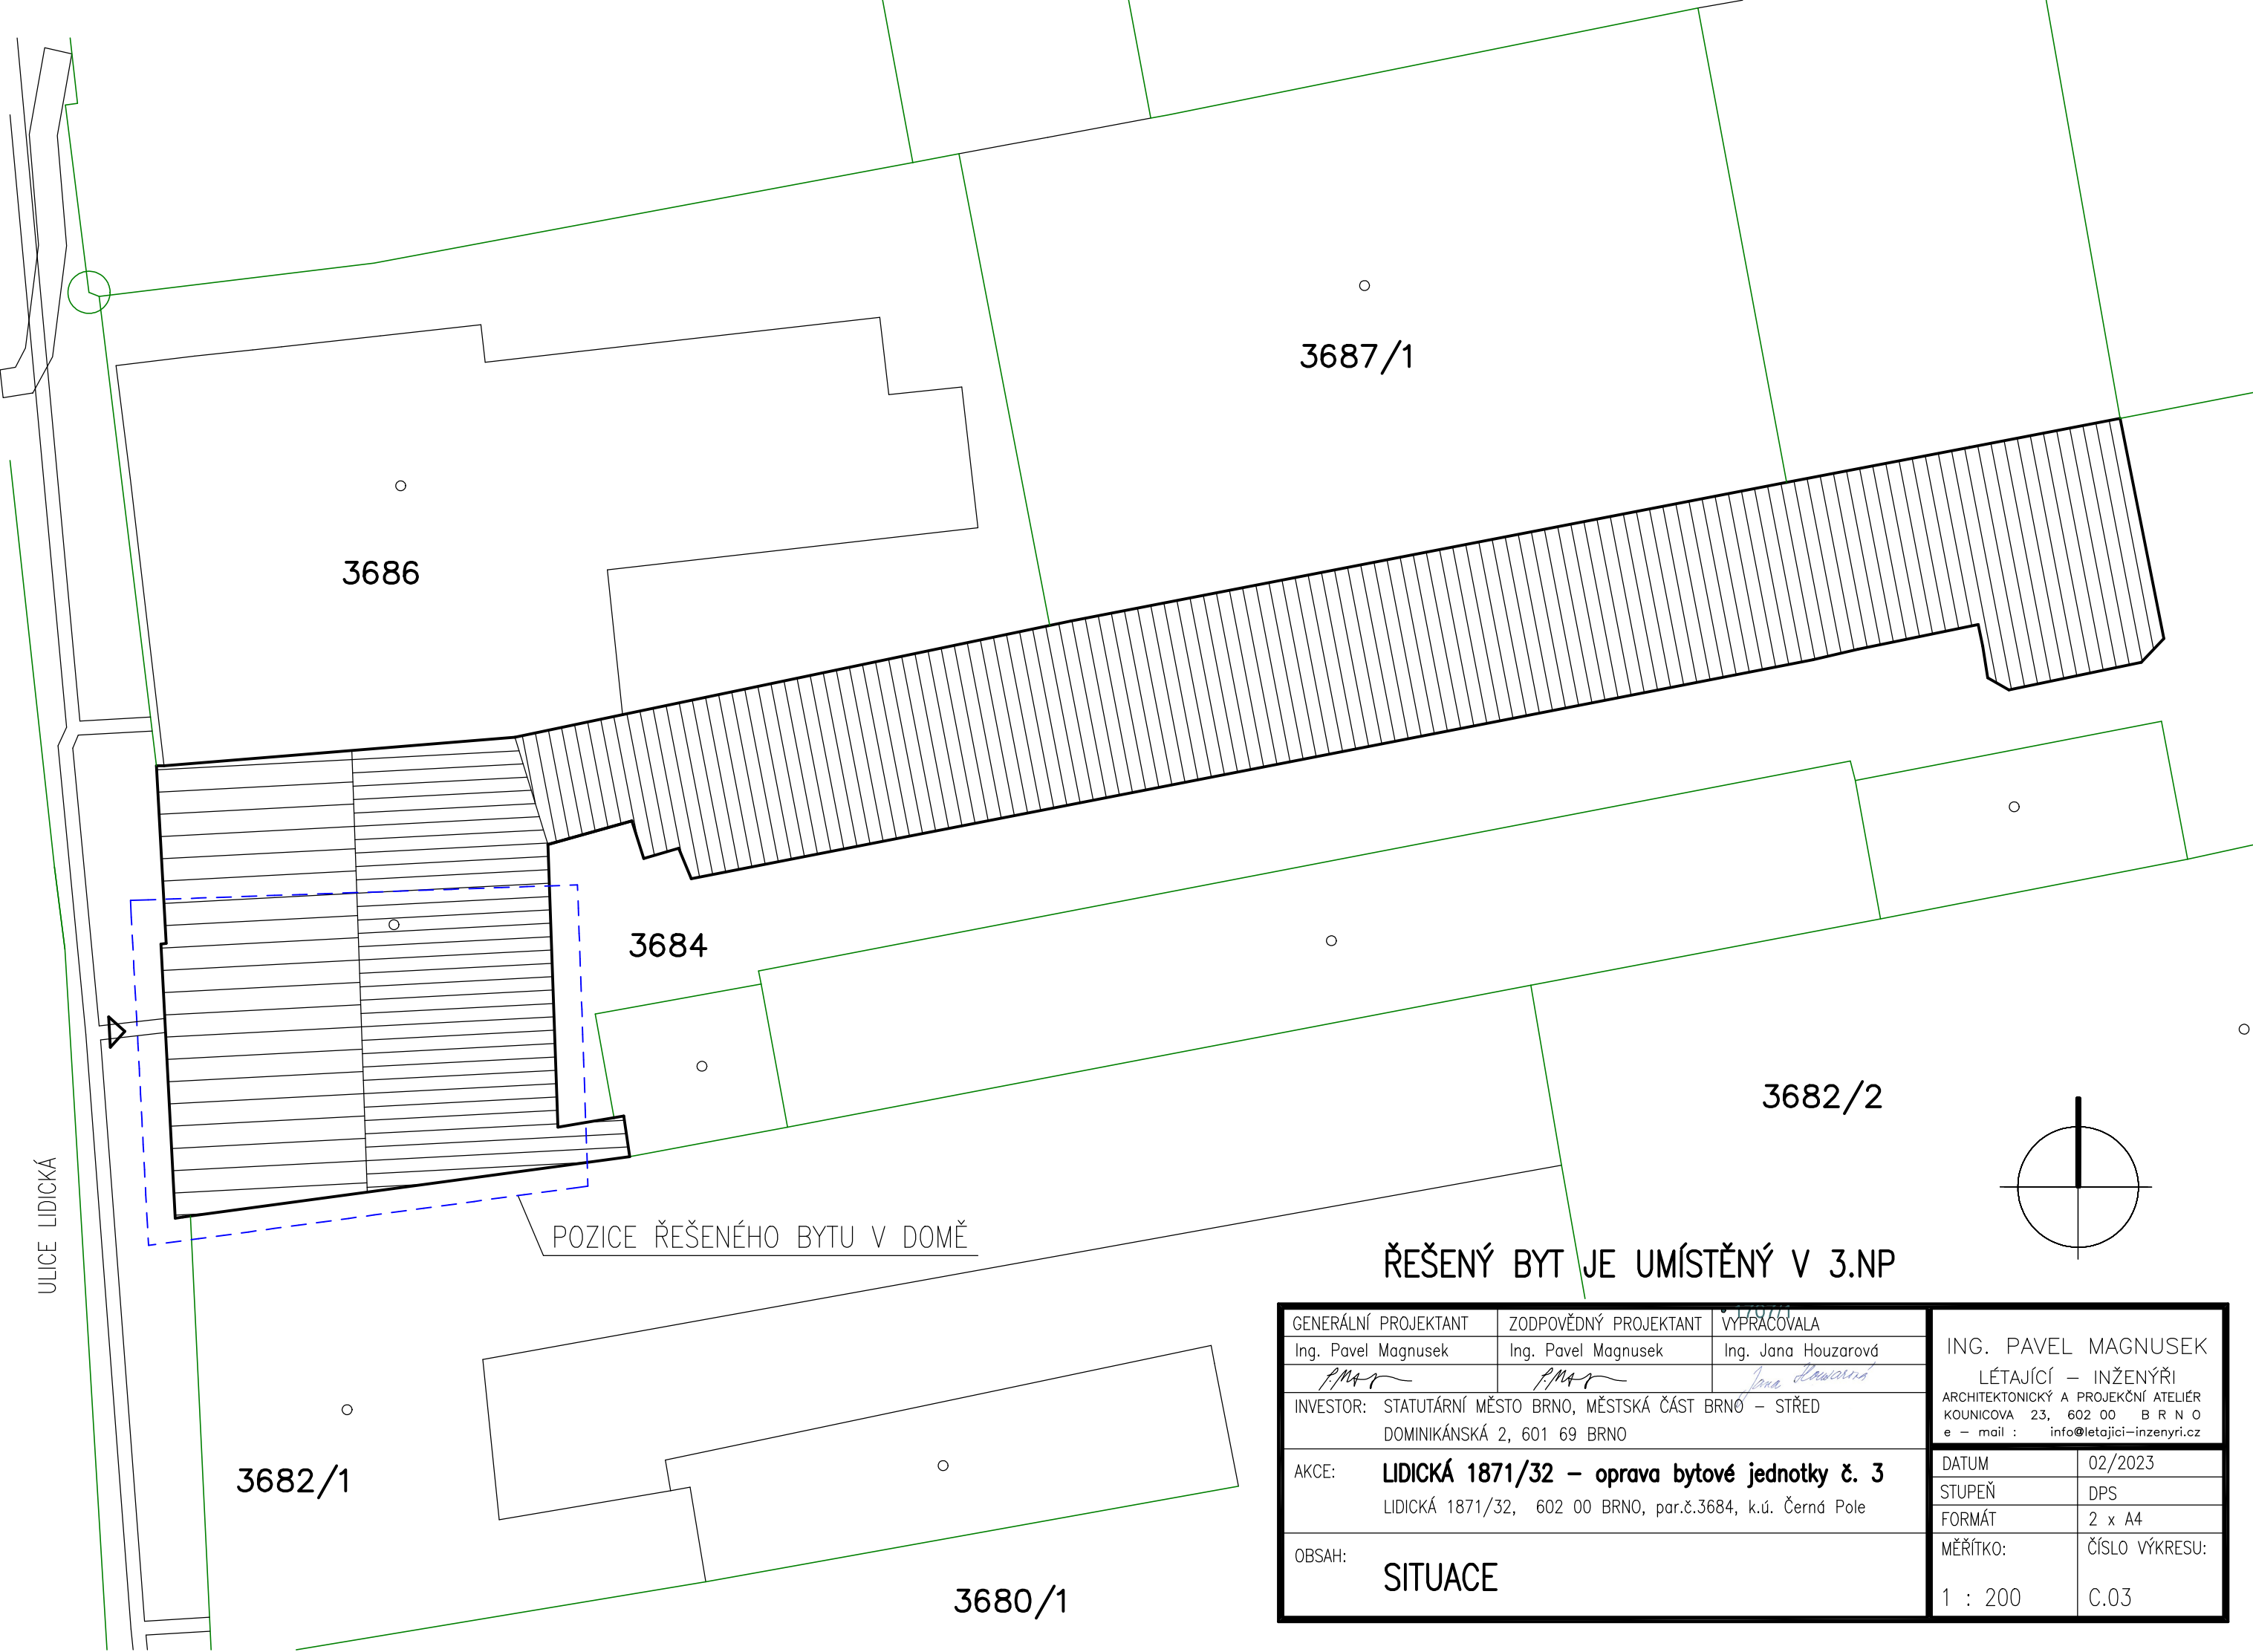 3687/1
3686
3684
3682/2
ULICE LIDICKÁ
POZICE ŘEŠENÉHO BYTU V DOMĚ
ŘEŠENÝ BYT JE UMÍSTĚNÝ V 3.NP
3682/1
3680/1
GENERÁLNÍ PROJEKTANT
ZODPOVĚDNÝ PROJEKTANT
VYPRACOVALA
Ing. Pavel Magnusek
Ing. Pavel Magnusek
Ing. Jana Houzarová
P.MAG
P.MAG
Jana Houzarová
INVESTOR: STATUTÁRNÍ MĚSTO BRNO, MĚSTSKÁ ČÁST BRNO – STŘED
DOMINIKÁNSKÁ 2, 601 69 BRNO
AKCE: LIDICKÁ 1871/32 – oprava bytové jednotky č. 3
LIDICKÁ 1871/32, 602 00 BRNO, par.č.3684, k.ú. Černá Pole
OBSAH: SITUACE
ING. PAVEL MAGNUSEK
LÉTAJÍCÍ – INŽENÝŘI
ARCHITEKTONICKÝ A PROJEKČNÍ ATELIÉR
KOUNICOVA 23, 602 00 B R N O
e – mail : info@letajici–inzenyri.cz
DATUM 02/2023
STUPEŇ DPS
FORMÁT 2 x A4
MĚŘÍTKO: ČÍSLO VÝKRESU:
1 : 200 C.03